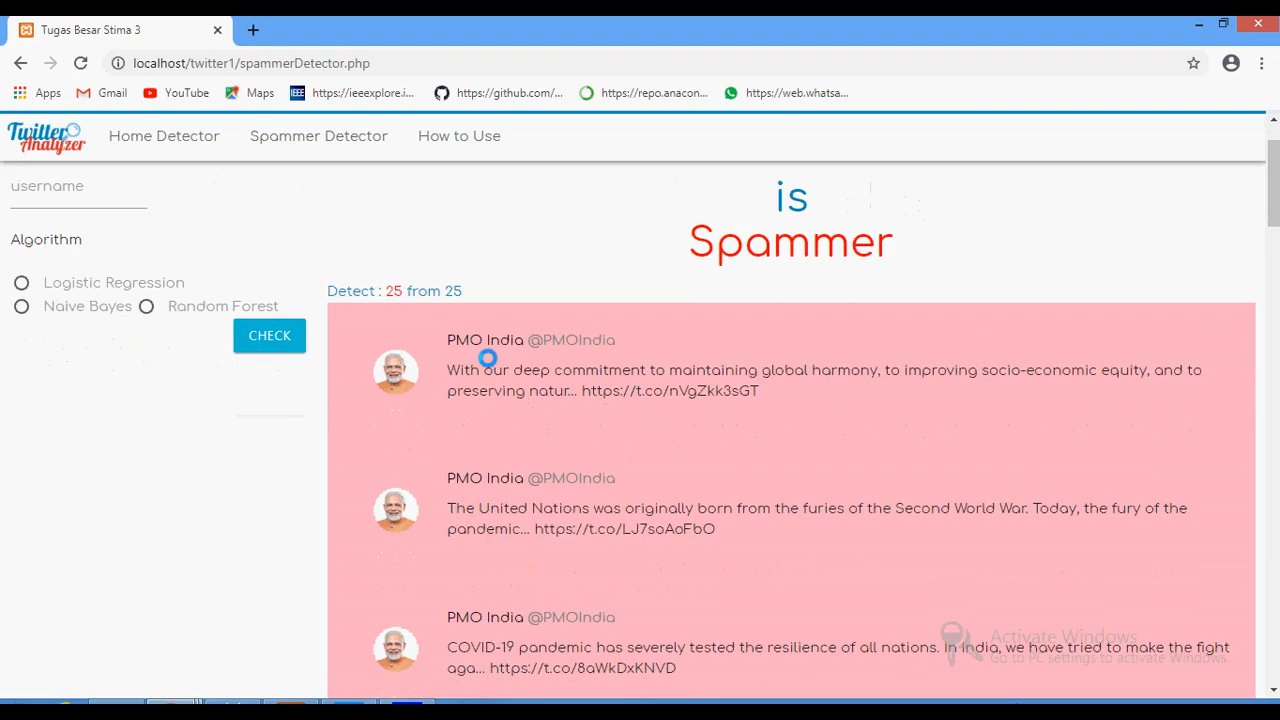 Tugas Besar Stima 3
localhost/twitter1/spammerDetector.php
Apps Gmail YouTube Maps https://ieeexplore.i... https://github.com/... https://repo.anacon... https://web.whatsa...
Twitter
Analyzer
Home Detector Spammer Detector How to Use
username
Algorithm
Logistic Regression
Naive Bayes Random Forest
CHECK
is
Spammer
Detect : 25 from 25
PMO India @PMOIndia
With our deep commitment to maintaining global harmony, to improving socio-economic equity, and to
preserving natur... https://t.co/nVgZkk3sGT
PMO India @PMOIndia
The United Nations was originally born from the furies of the Second World War. Today, the fury of the
pandemic... https://t.co/LJ7soAoFbO
PMO India @PMOIndia
COVID-19 pandemic has severely tested the resilience of all nations. In India, we have tried to make the fight
aga... https://t.co/8aWkDxKNVD
Activate Windows
Go to PC settings to activate Windows.